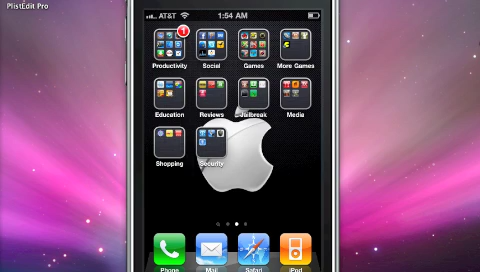 PlistEdit Pro
AT&T 1:54 AM
1
Productivity Social Games More Games
Education Reviews Jailbreak Media
Shopping Security
Phone Mail Safari iPod